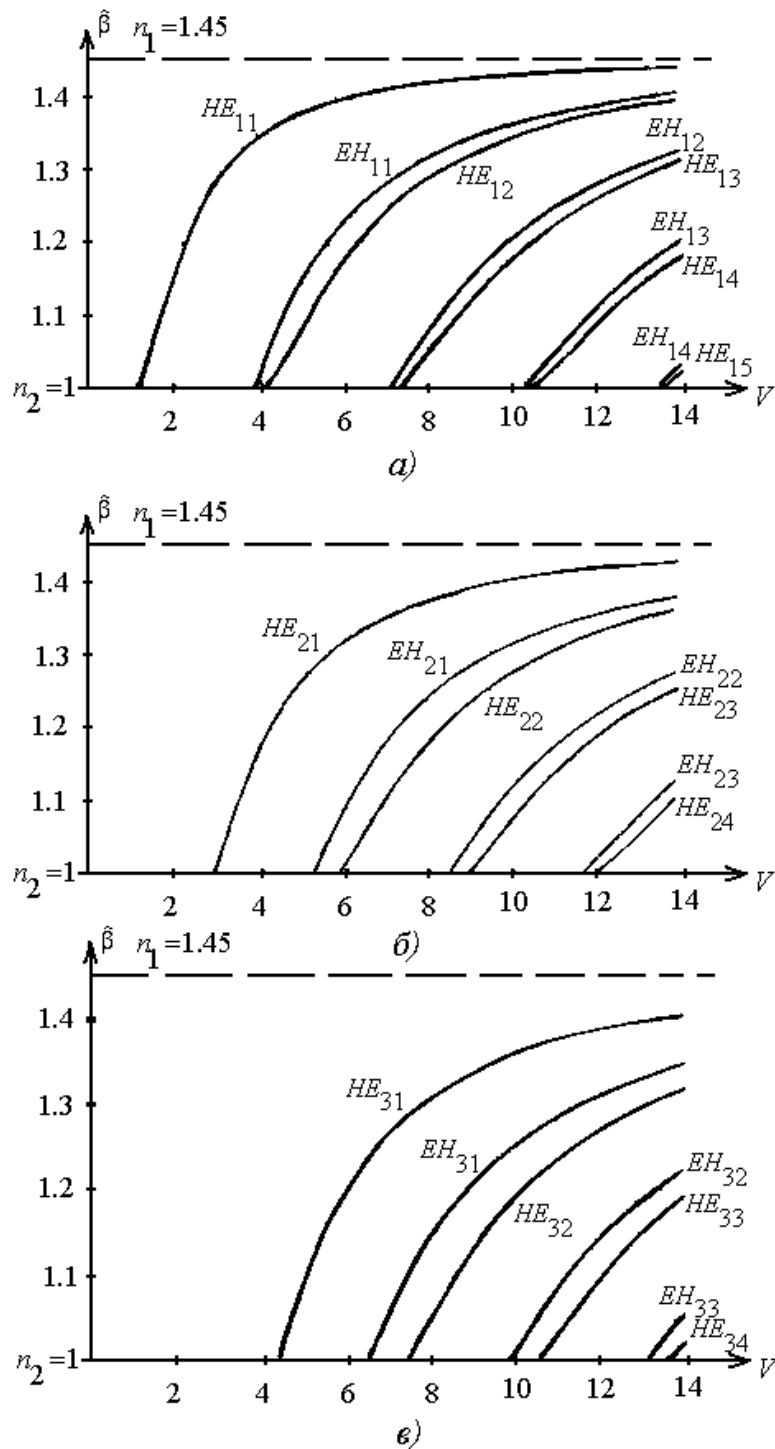 β̂ n₁=1.45
1.4
HE₁₁
EH₁₁
HE₁₂
EH₁₂
HE₁₃
1.3
1.2
EH₁₃
HE₁₄
1.1
EH₁₄ HE₁₅
n₂=1
2 4 6 8 10 12 14 V
а)
β̂ n₁=1.45
1.4
HE₂₁
EH₂₁
HE₂₂
1.3
EH₂₂
HE₂₃
1.2
1.1
EH₂₃
HE₂₄
n₂=1
2 4 6 8 10 12 14 V
б)
β̂ n₁=1.45
1.4
HE₃₁
1.3
EH₃₁
HE₃₂
1.2
EH₃₂
HE₃₃
1.1
EH₃₃
HE₃₄
n₂=1
2 4 6 8 10 12 14 V
в)